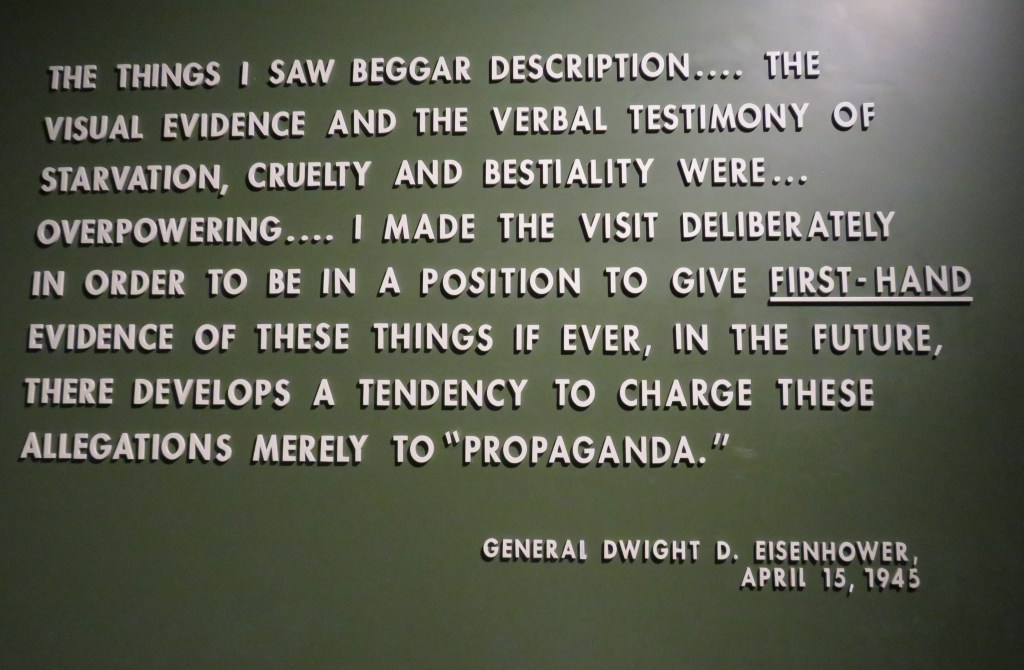 THE THINGS I SAW BEGGAR DESCRIPTION.... THE
VISUAL EVIDENCE AND THE VERBAL TESTIMONY OF
STARVATION, CRUELTY AND BESTIALITY WERE...
OVERPOWERING.... I MADE THE VISIT DELIBERATELY
IN ORDER TO BE IN A POSITION TO GIVE FIRST-HAND
EVIDENCE OF THESE THINGS IF EVER, IN THE FUTURE,
THERE DEVELOPS A TENDENCY TO CHARGE THESE
ALLEGATIONS MERELY TO "PROPAGANDA."
GENERAL DWIGHT D. EISENHOWER,
APRIL 15, 1945